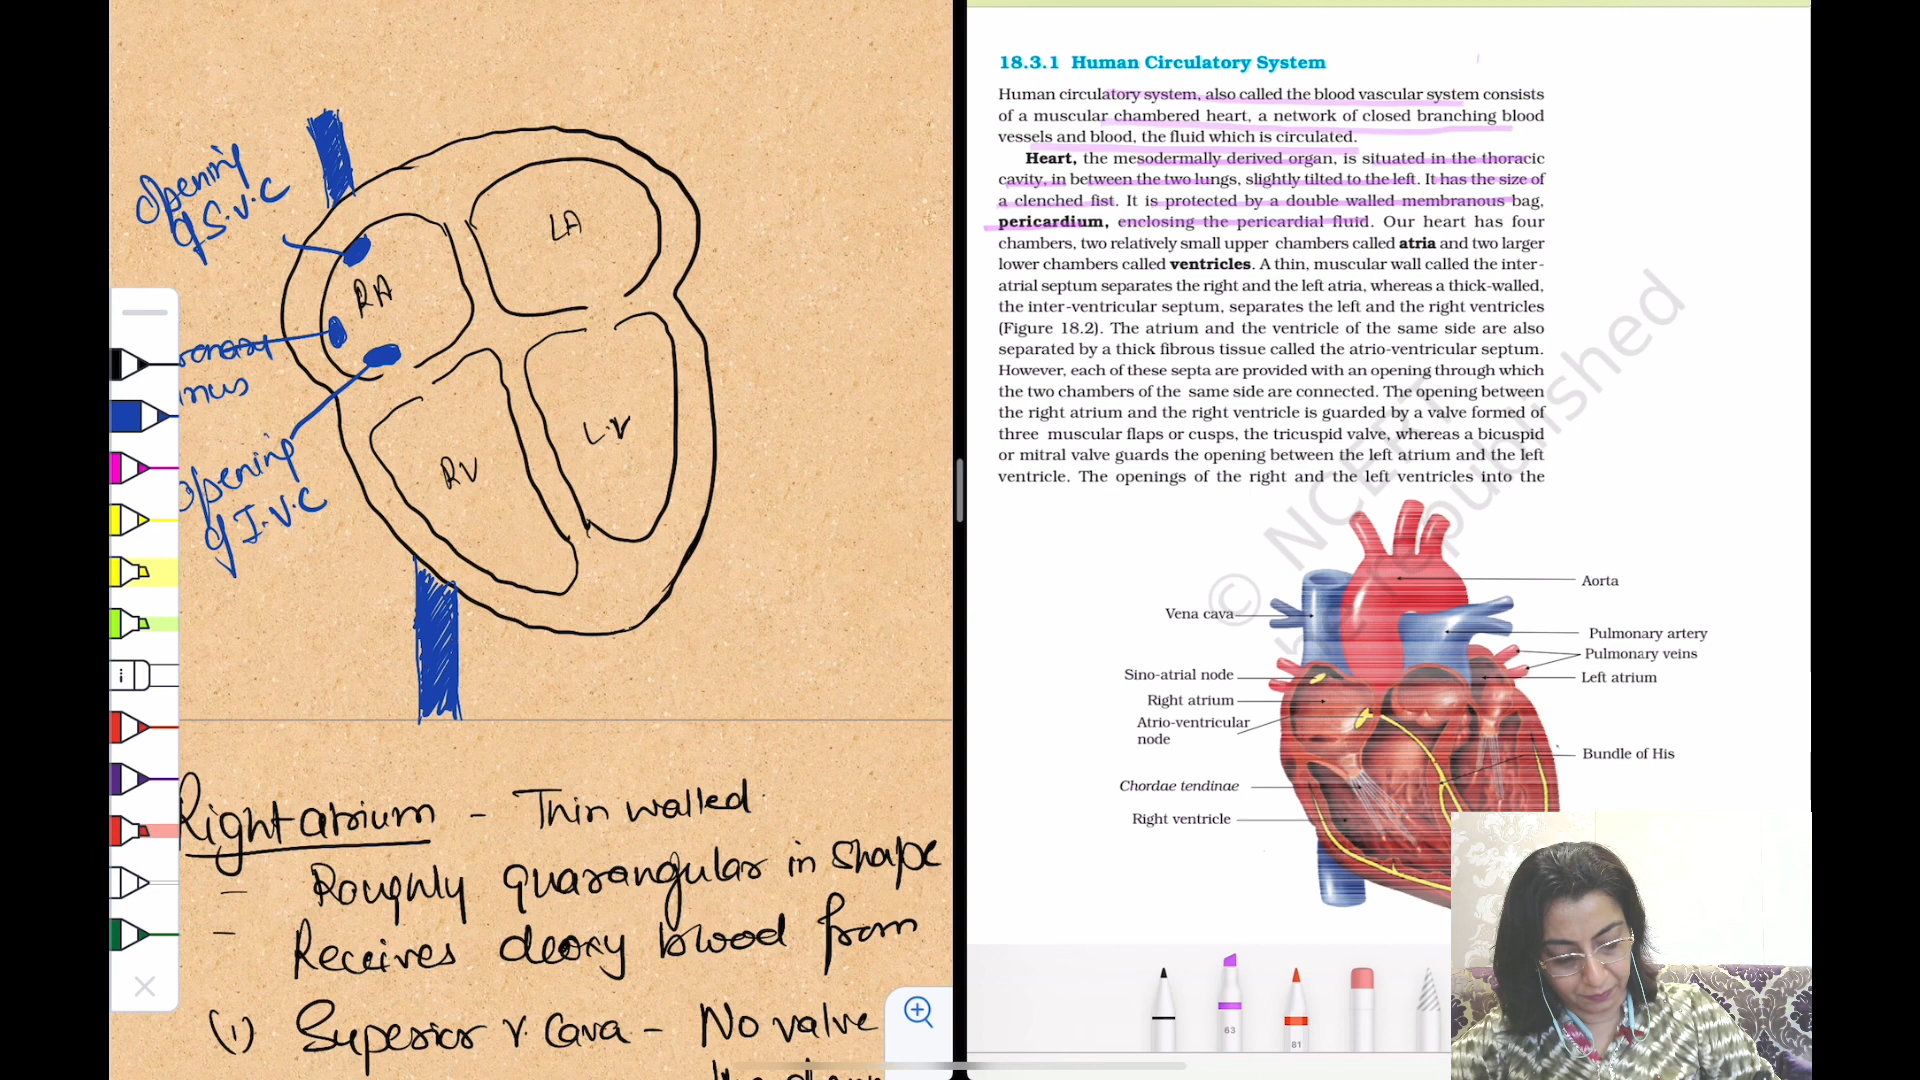 Opening
of S.V.C
LA
RA
L.V
RV
Opening
of I.V.C
Right atrium - Thin walled
- Roughly quarangular in shape
- Receives deoxy blood from
(1) Superior V. Cava - No valve
18.3.1 Human Circulatory System
Human circulatory system, also called the blood vascular system consists
of a muscular chambered heart, a network of closed branching blood
vessels and blood, the fluid which is circulated.
Heart, the mesodermally derived organ, is situated in the thoracic
cavity, in between the two lungs, slightly tilted to the left. It has the size of
a clenched fist. It is protected by a double walled membranous bag,
pericardium, enclosing the pericardial fluid. Our heart has four
chambers, two relatively small upper chambers called atria and two larger
lower chambers called ventricles. A thin, muscular wall called the inter-
atrial septum separates the right and the left atria, whereas a thick-walled,
the inter-ventricular septum, separates the left and the right ventricles
(Figure 18.2). The atrium and the ventricle of the same side are also
separated by a thick fibrous tissue called the atrio-ventricular septum.
However, each of these septa are provided with an opening through which
the two chambers of the same side are connected. The opening between
the right atrium and the right ventricle is guarded by a valve formed of
three muscular flaps or cusps, the tricuspid valve, whereas a bicuspid
or mitral valve guards the opening between the left atrium and the left
ventricle. The openings of the right and the left ventricles into the
© NCERT
republished
Aorta
Vena cava
Pulmonary artery
Pulmonary veins
Sino-atrial node
Left atrium
Right atrium
Atrio-ventricular
node
Bundle of His
Chordae tendinae
Right ventricle
63
81